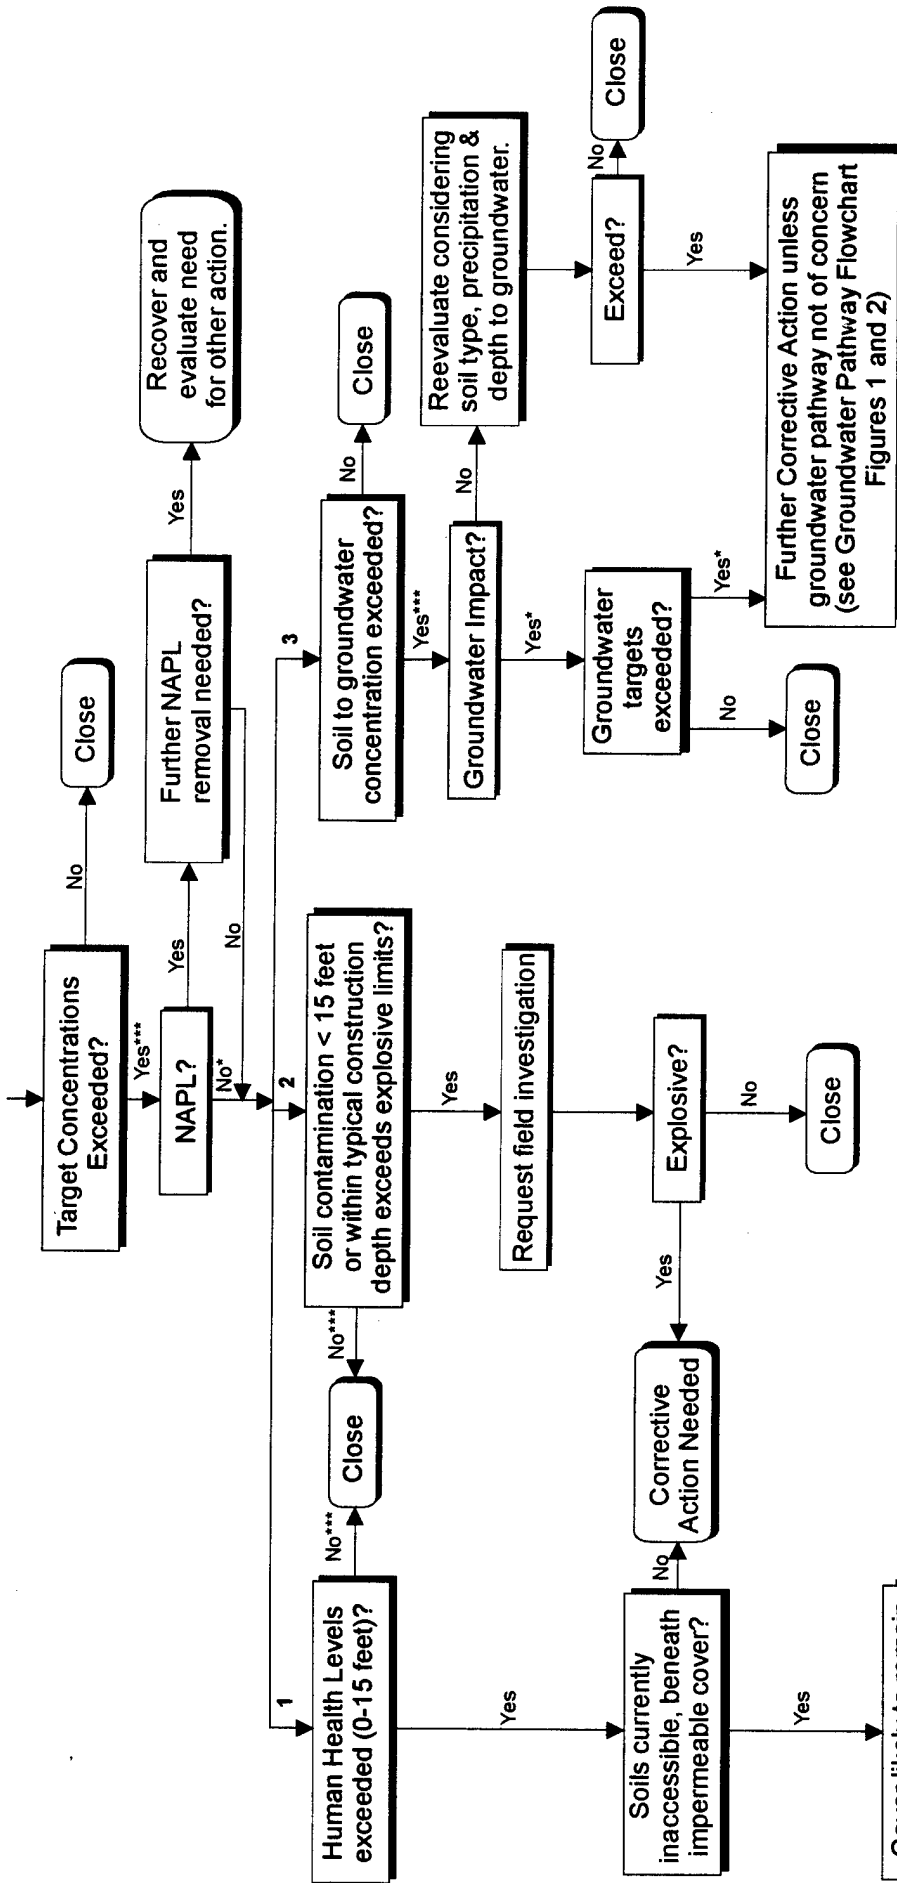 Target Concentrations
Exceeded?
No
Close
Yes***
NAPL?
Yes
Further NAPL
removal needed?
Yes
Recover and
evaluate need
for other action.
No
No*
1
2
3
Human Health Levels
exceeded (0-15 feet)?
No***
Close
No***
Soil contamination < 15 feet
or within typical construction
depth exceeds explosive limits?
Soil to groundwater
concentration exceeded?
No
Close
Yes
Yes
Yes***
Request field investigation
Groundwater Impact?
No
Reevaluate considering
soil type, precipitation &
depth to groundwater.
Yes*
Soils currently
inaccessible, beneath
impermeable cover?
No
Corrective
Action Needed
Yes
Explosive?
No
Close
Groundwater
targets
exceeded?
No
Close
Yes*
Exceed?
No
Close
Yes
Yes
Further Corrective Action unless
groundwater pathway not of concern
(see Groundwater Pathway Flowchart
Figures 1 and 2)